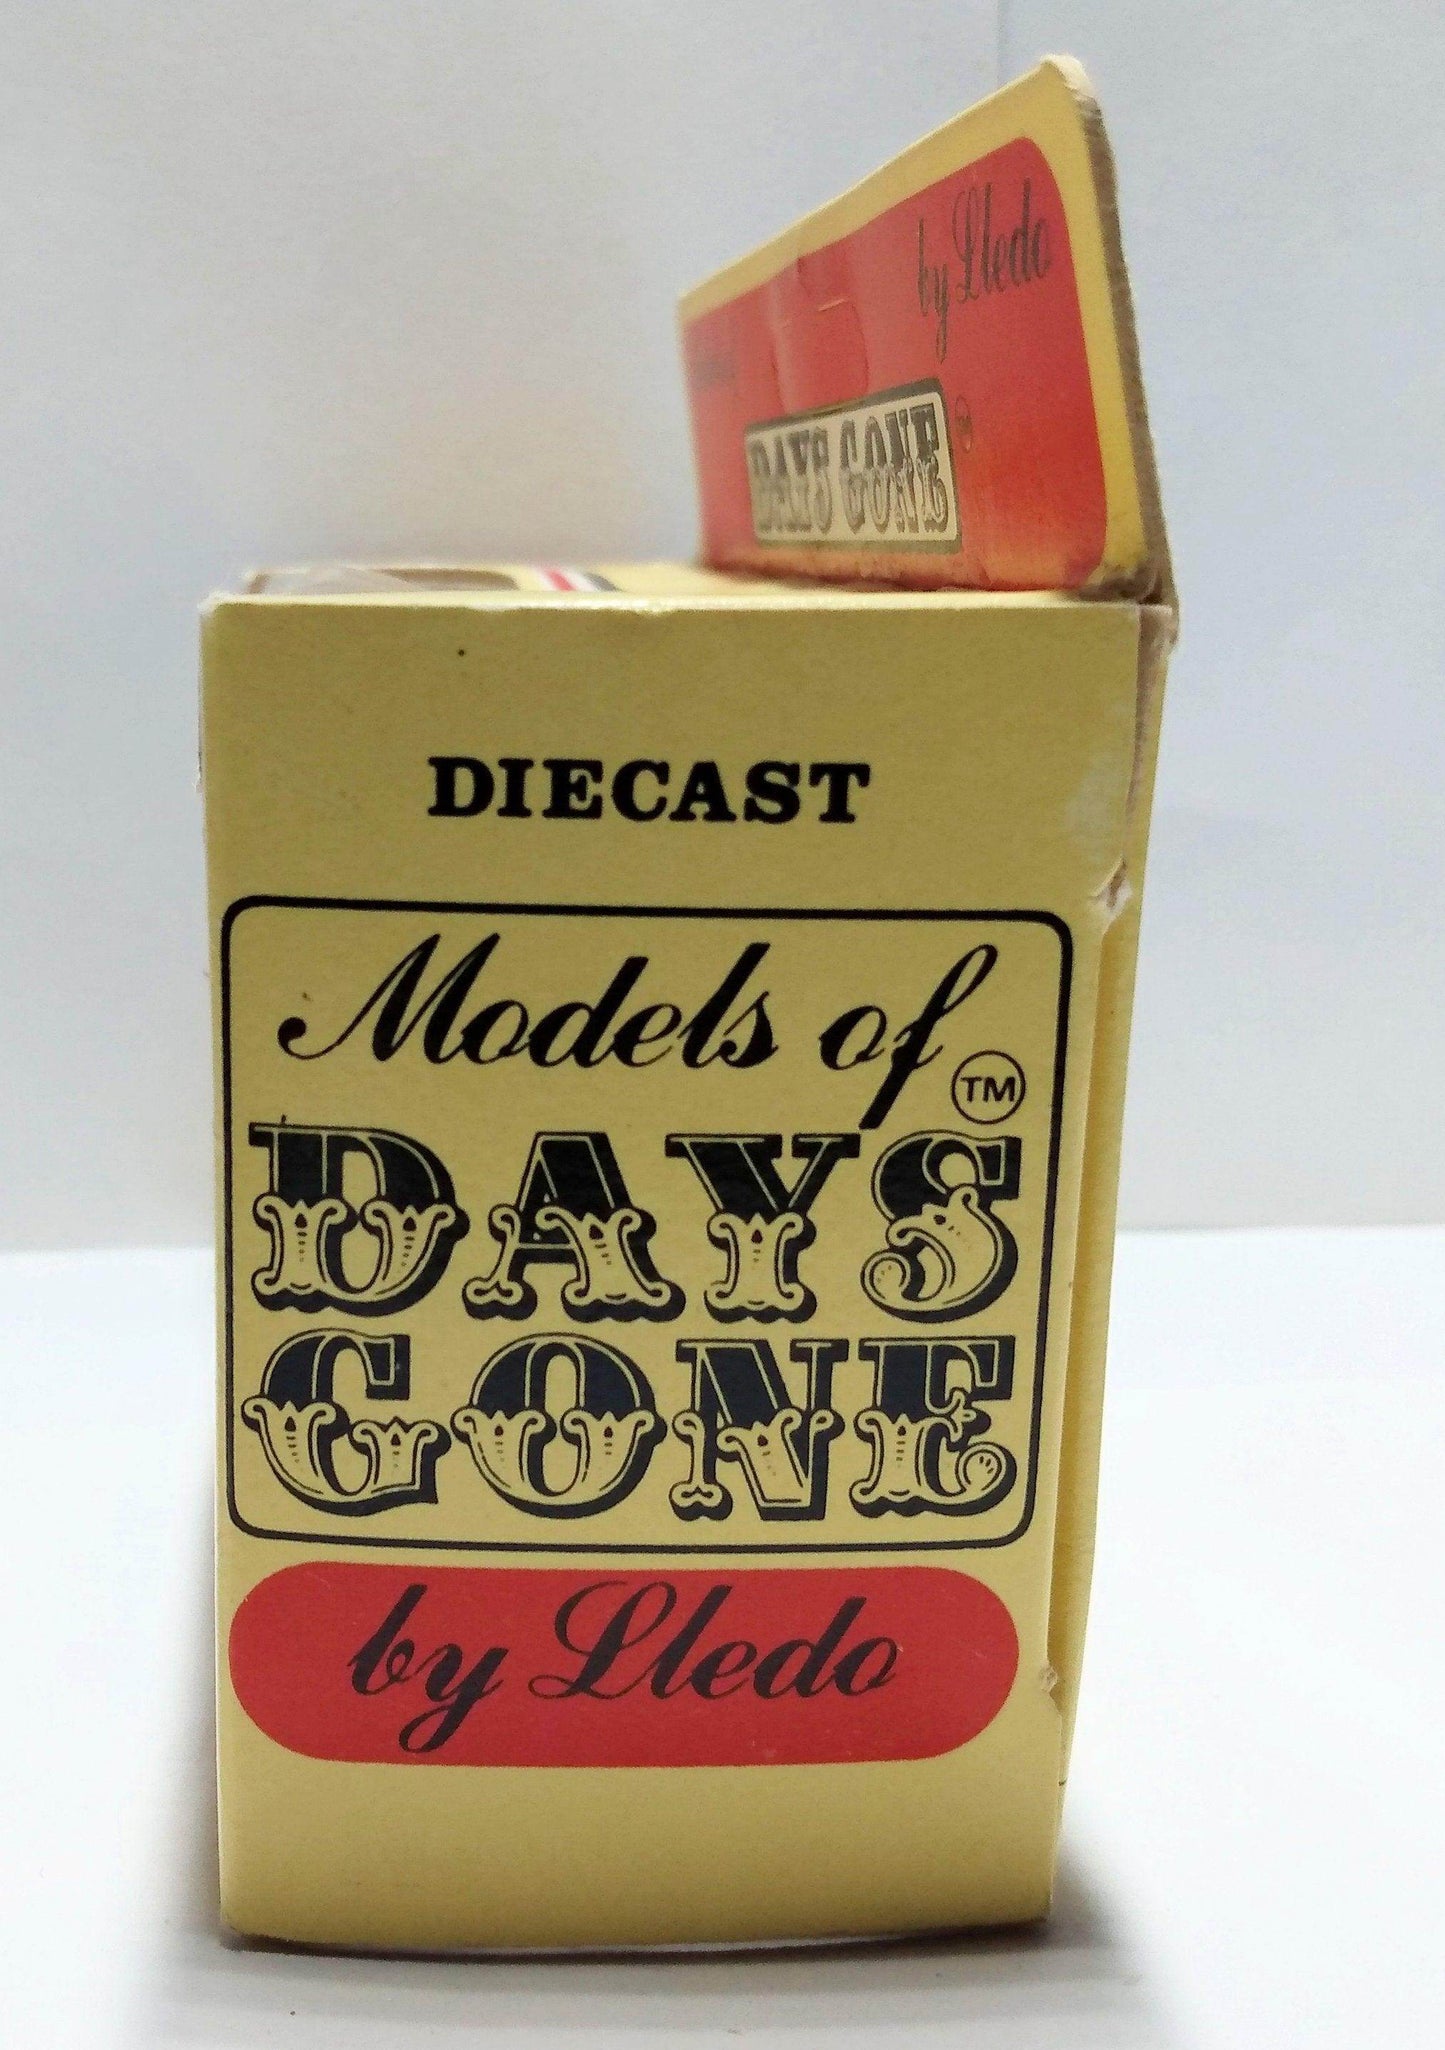 by Lledo
DAYS GONE
DIECAST
Models of
TM
DAYS
GONE
by Lledo